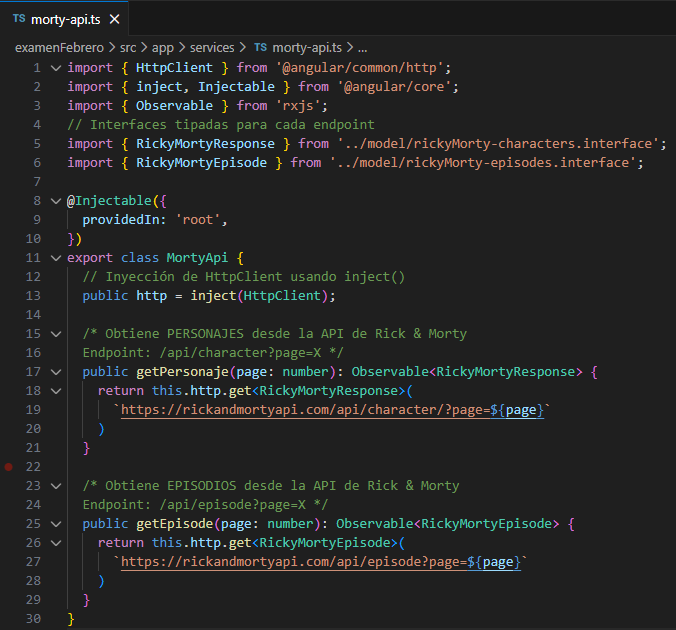 TS morty-api.ts ×
examenFebrero > src > app > services > TS morty-api.ts > ...
1 import { HttpClient } from '@angular/common/http';
2 import { inject, Injectable } from '@angular/core';
3 import { Observable } from 'rxjs';
4 // Interfaces tipadas para cada endpoint
5 import { RickyMortyResponse } from '../model/rickyMorty-characters.interface';
6 import { RickyMortyEpisode } from '../model/rickyMorty-episodes.interface';
7
8 @Injectable({
9   providedIn: 'root',
10 })
11 export class MortyApi {
12   // Inyección de HttpClient usando inject()
13   public http = inject(HttpClient);
14
15   /* Obtiene PERSONAJES desde la API de Rick & Morty
16   Endpoint: /api/character?page=X */
17   public getPersonaje(page: number): Observable<RickyMortyResponse> {
18     return this.http.get<RickyMortyResponse>(
19       `https://rickandmortyapi.com/api/character/?page=${page}`
20     )
21   }
22
23   /* Obtiene EPISODIOS desde la API de Rick & Morty
24   Endpoint: /api/episode?page=X */
25   public getEpisode(page: number): Observable<RickyMortyEpisode> {
26     return this.http.get<RickyMortyEpisode>(
27       `https://rickandmortyapi.com/api/episode?page=${page}`
28     )
29   }
30 }